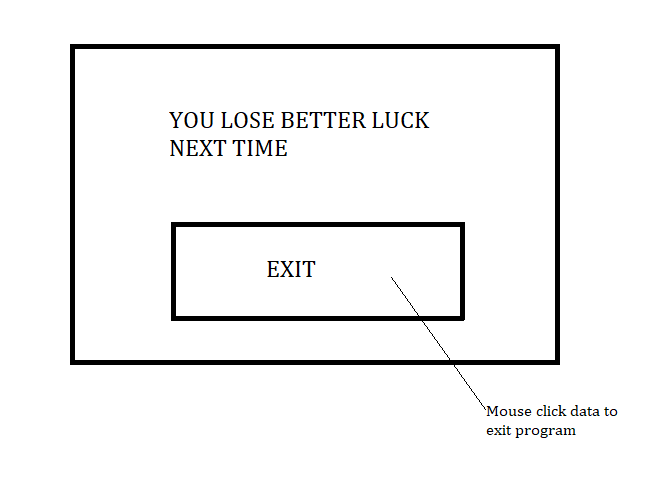 YOU LOSE BETTER LUCK
NEXT TIME
EXIT
Mouse click data to
exit program